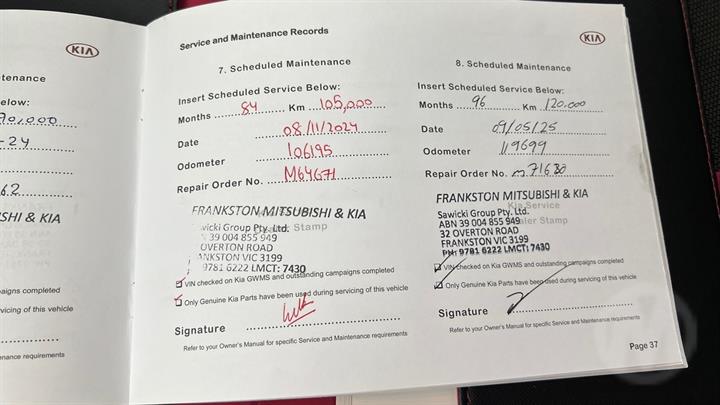 KIA
tenance
elow:
90,000
-24
62
SHI & KIA
aigns completed
vicing of this vehicle
enance requirements
Service and Maintenance Records
7. Scheduled Maintenance
Insert Scheduled Service Below:
Months 84 Km 105,000
Date 08/11/2024
Odometer 106195
Repair Order No. M64671
FRANKSTON MITSUBISHI & KIA
wicki Group Pty. Ltd. Stamp
39 004 855 949
OVERTON ROAD
ANKSTON VIC 3199
9781 6222 LMCT: 7430
VIN checked on Kia GWMS and outstanding campaigns completed
Only Genuine Kia Parts have been used during servicing of this vehicle
Signature
Refer to your Owner's Manual for specific Service and Maintenance requirements
KIA
8. Scheduled Maintenance
Insert Scheduled Service Below:
Months 96 Km 120.000
Date 09/05/25
Odometer 119699
Repair Order No. m71680
FRANKSTON MITSUBISHI & KIA
Kia Service
Sawicki Group Pty. Ltd.
ABN 39 004 855 949 aler Stamp
32 OVERTON ROAD
FRANKSTON VIC 3199
PH: 9781 6222 LMCT: 7430
VIN checked on Kia GWMS and outstanding campaigns completed
Only Genuine Kia Parts have been used during servicing of this vehicle
Signature
Refer to your Owner's Manual for specific Service and Maintenance requirements
Page 37